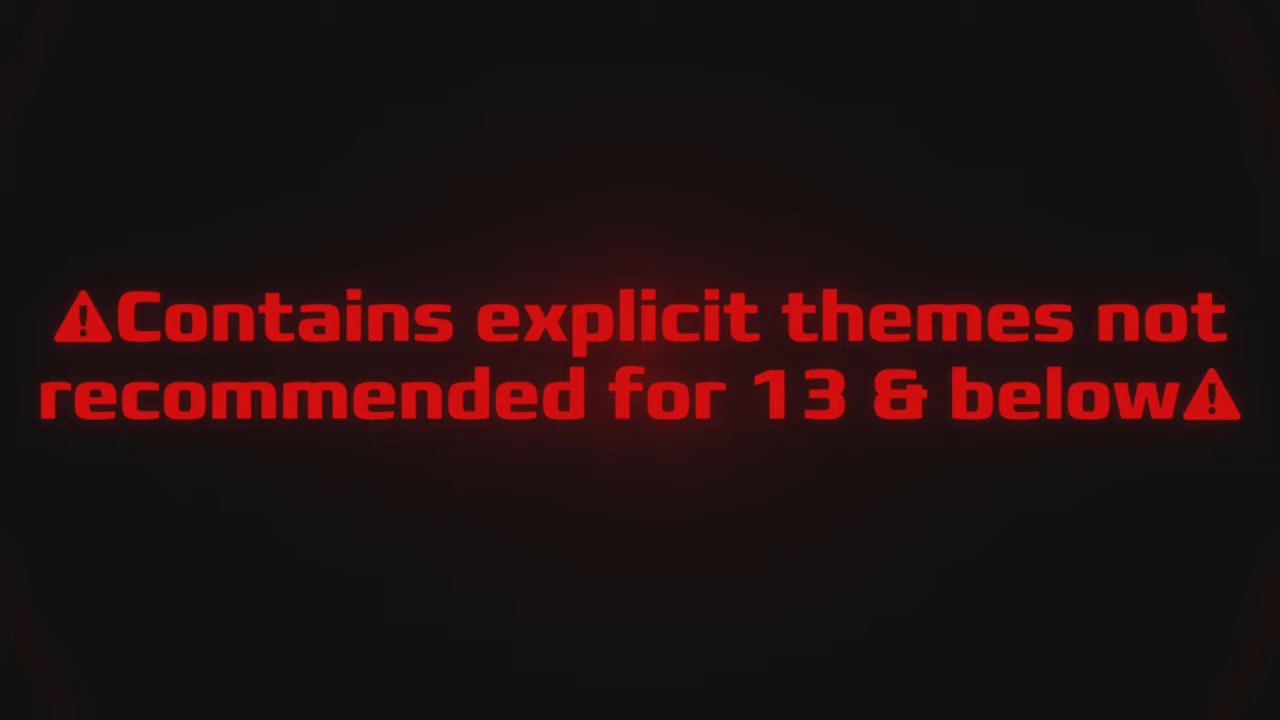 ⚠Contains explicit themes not
recommended for 13 & below⚠